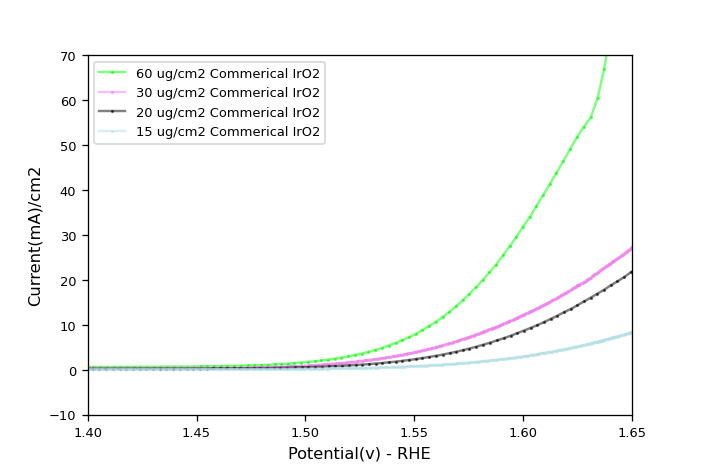 70
60
50
40
30
20
10
0
−10
1.40
1.45
1.50
1.55
1.60
1.65
60 ug/cm2 Commerical IrO2
30 ug/cm2 Commerical IrO2
20 ug/cm2 Commerical IrO2
15 ug/cm2 Commerical IrO2
Current(mA)/cm2
Potential(v) - RHE